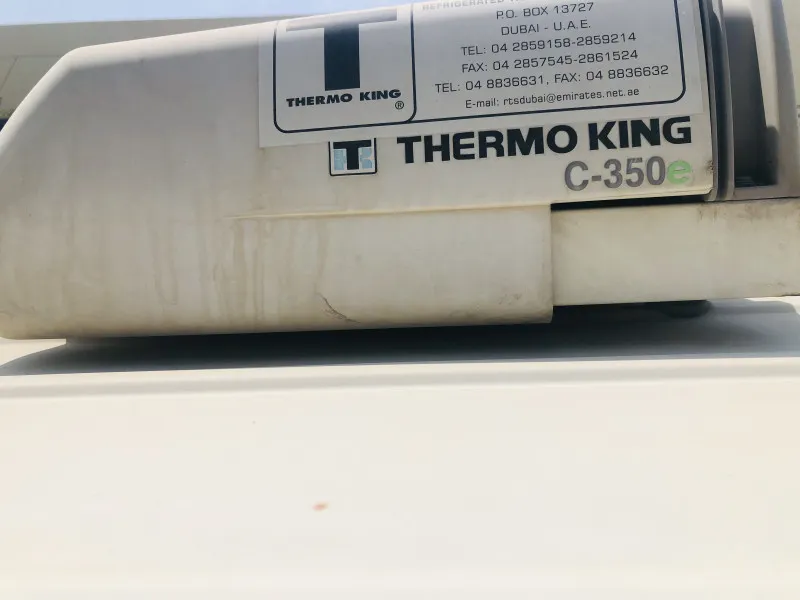 THERMO KING
®
REFRIGERATED
P.O. BOX 13727
DUBAI - U.A.E.
TEL: 04 2859158-2859214
FAX: 04 2857545-2861524
TEL: 04 8836631, FAX: 04 8836632
E-mail: rtsdubai@emirates.net.ae
THERMO KING
C-350e